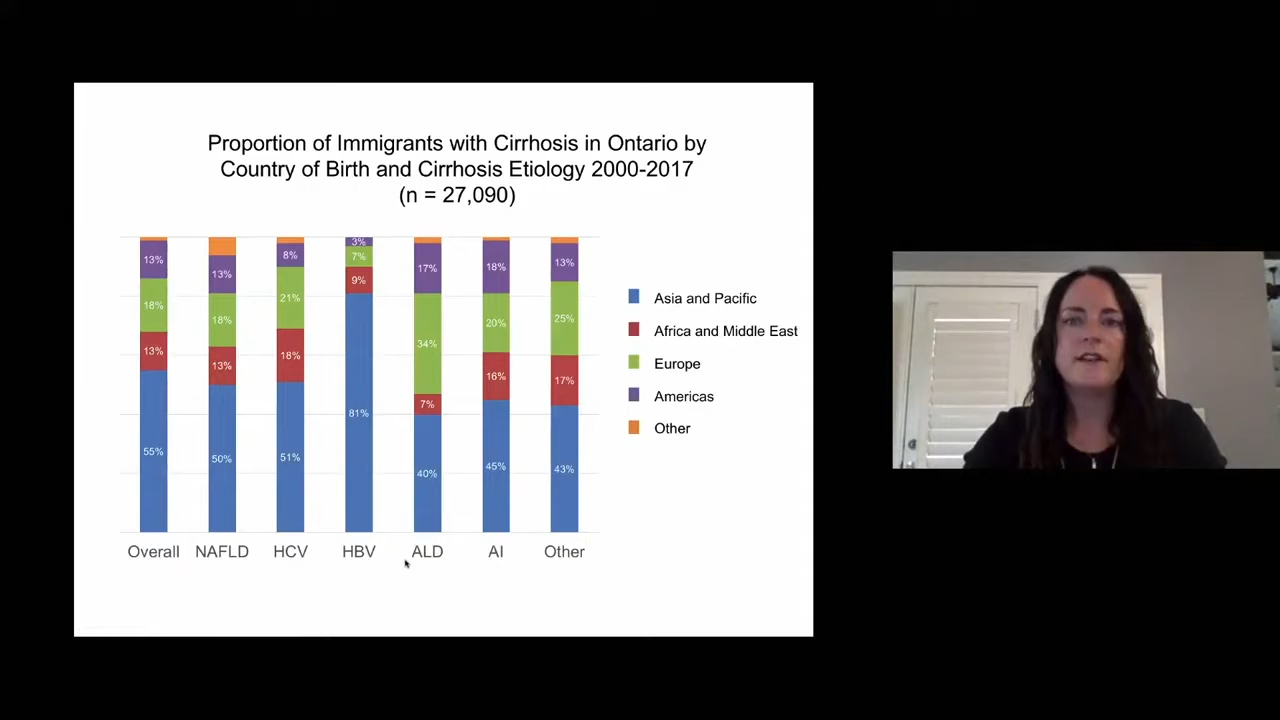 Proportion of Immigrants with Cirrhosis in Ontario by
Country of Birth and Cirrhosis Etiology 2000-2017
(n = 27,090)
13% 13% 8% 3% 17% 18% 13%
18% 18% 21% 7% 34% 20% 25%
13% 13% 18% 9% 7% 16% 17%
55% 50% 51% 81% 40% 45% 43%
Overall NAFLD HCV HBV ALD AI Other
Asia and Pacific
Africa and Middle East
Europe
Americas
Other